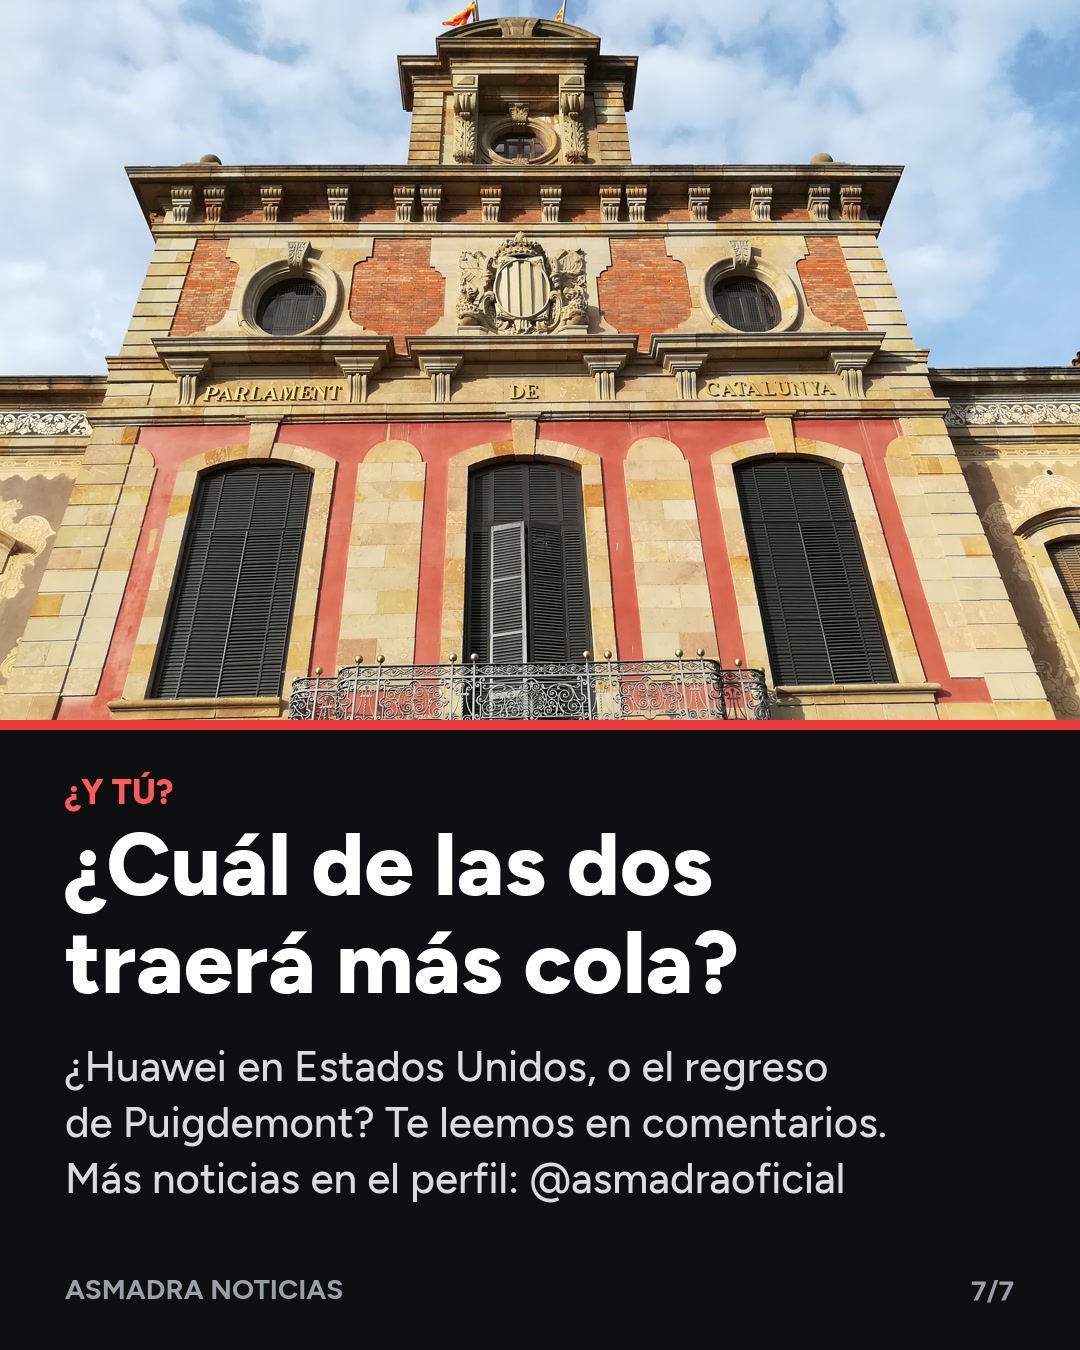 PARLAMENT DE CATALUNYA
¿Y TÚ?
¿Cuál de las dos
traerá más cola?
¿Huawei en Estados Unidos, o el regreso
de Puigdemont? Te leemos en comentarios.
Más noticias en el perfil: @asmadraoficial
ASMADRA NOTICIAS 7/7